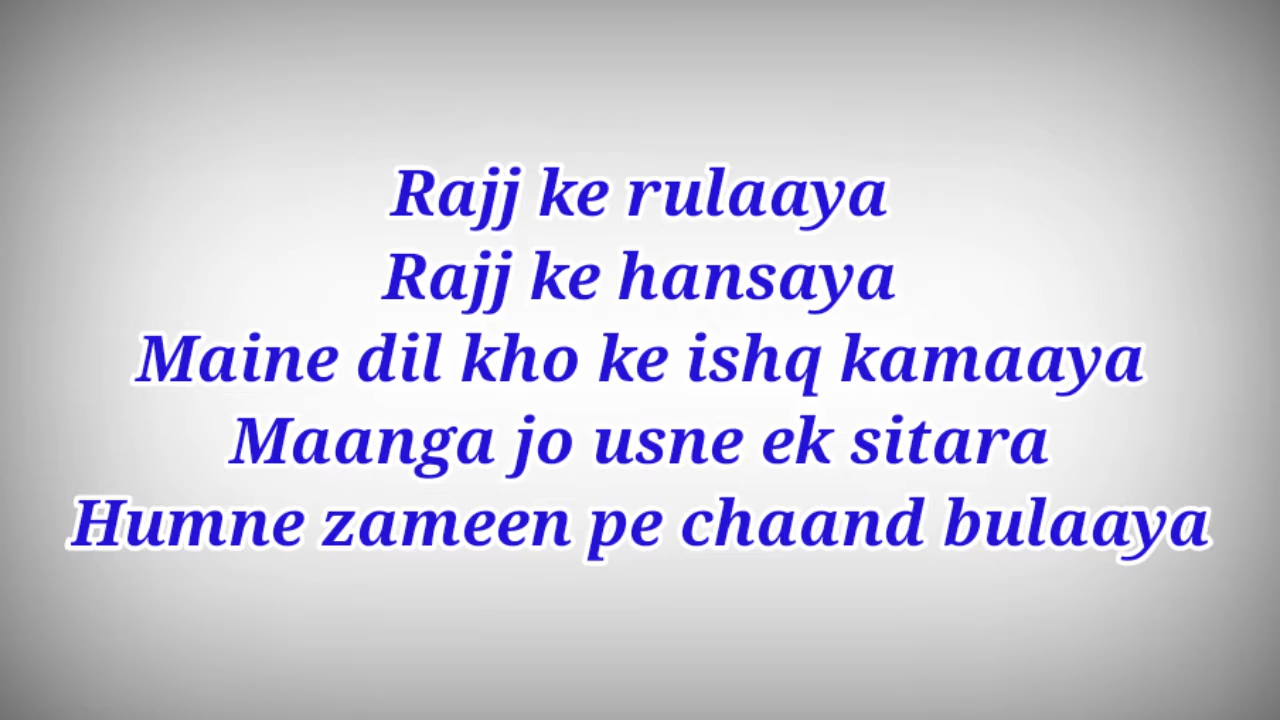 Rajj ke rulaaya
Rajj ke hansaya
Maine dil kho ke ishq kamaaya
Maanga jo usne ek sitara
Humne zameen pe chaand bulaaya